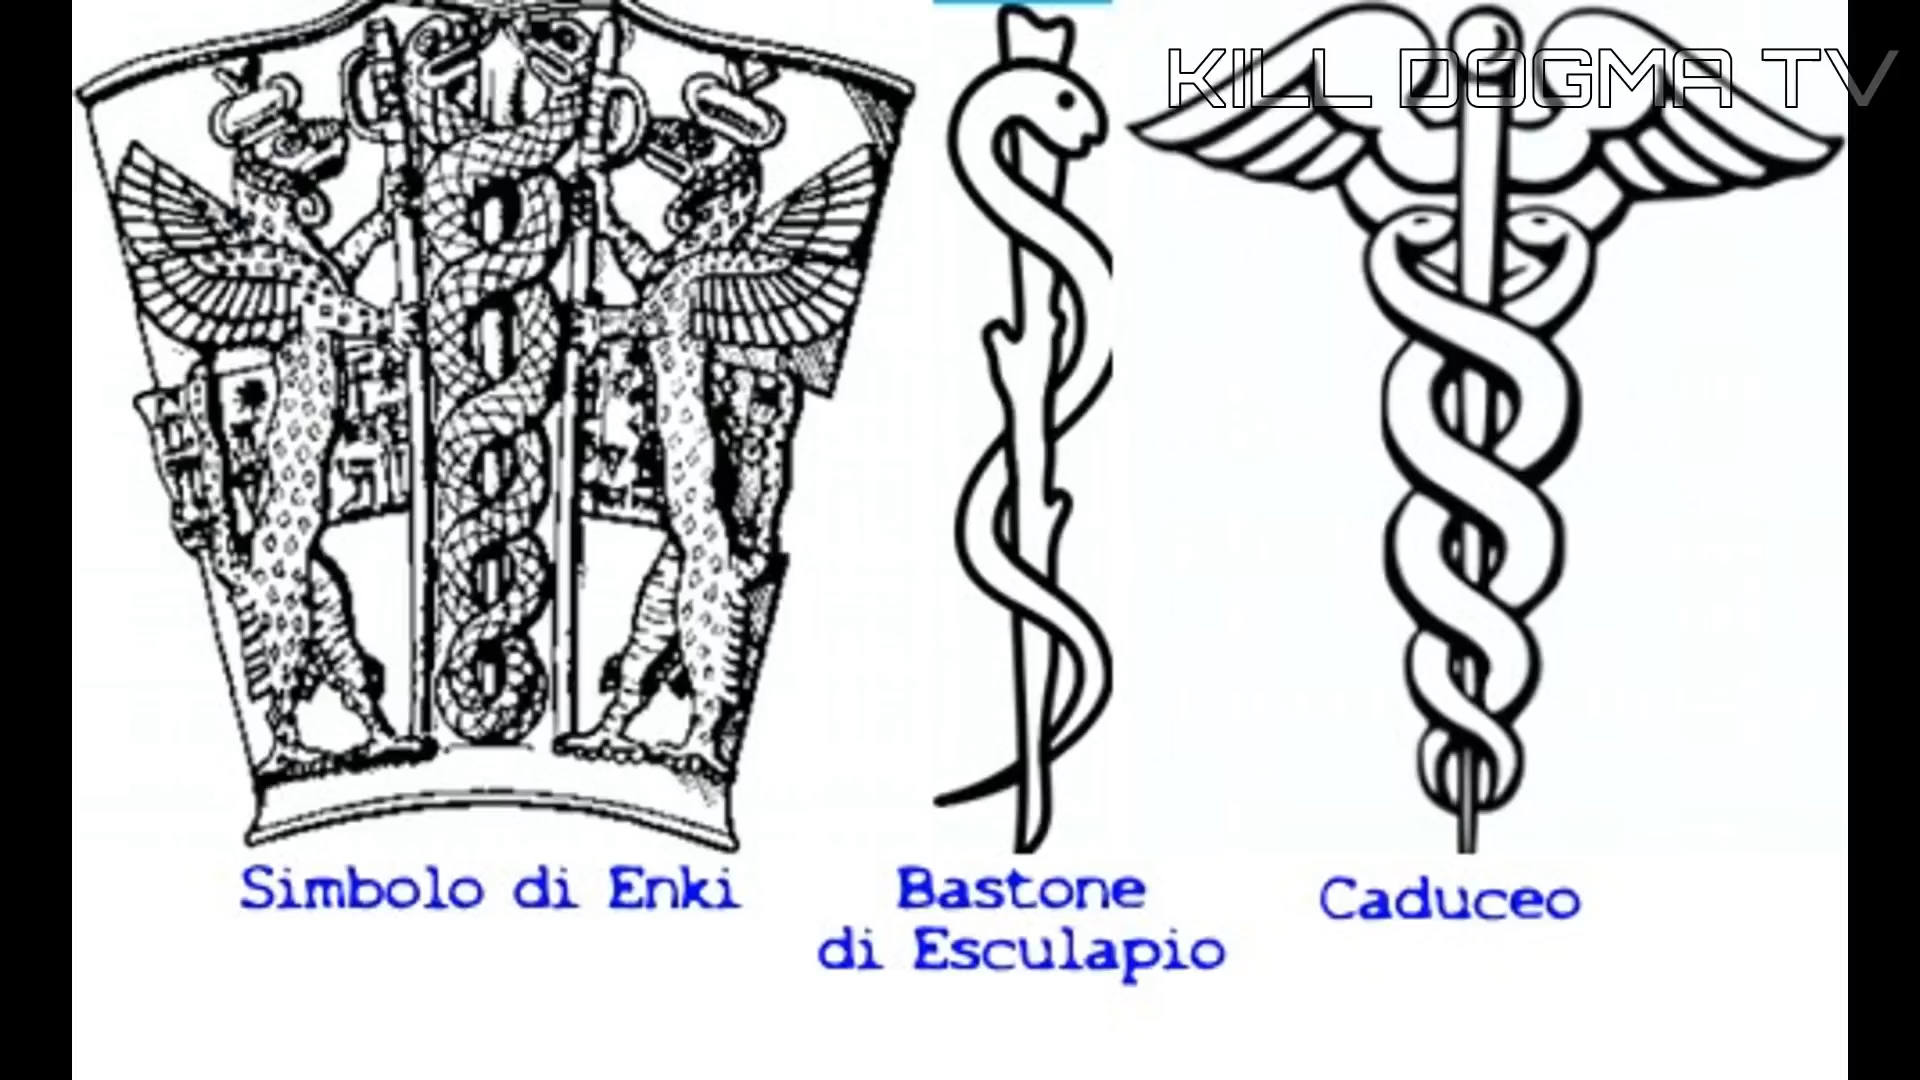 KILL DOGMA TV
Simbolo di Enki
Bastone
di Esculapio
Caduceo